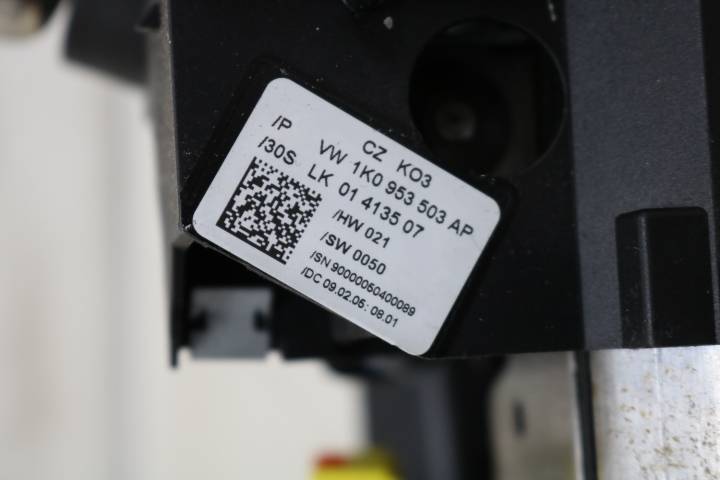 CZ KO3
/P VW 1K0 953 503 AP
/30S LK 01 4135 07
/HW 021
/SW 0050
/SN 90000050400089
/DC 09.02.05: 08.01